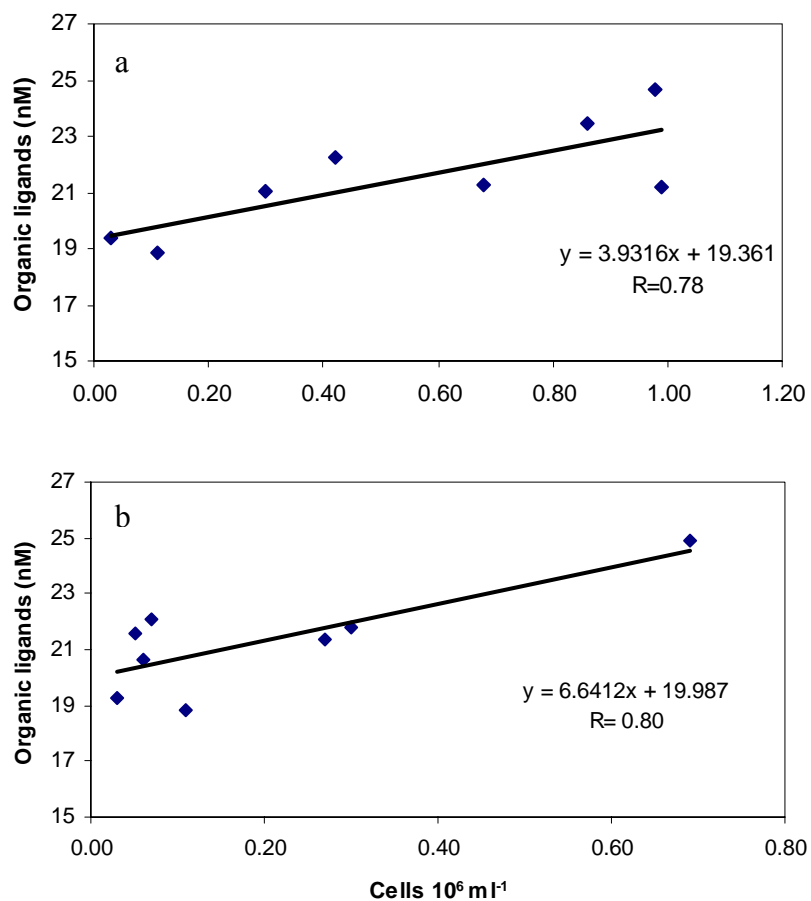 27
a
25
23
21
19
17
15
Organic ligands (nM)
y = 3.9316x + 19.361
R=0.78
0.00 0.20 0.40 0.60 0.80 1.00 1.20
27
b
25
23
21
19
17
15
Organic ligands (nM)
y = 6.6412x + 19.987
R= 0.80
0.00 0.20 0.40 0.60 0.80
Cells 10⁶ ml⁻¹